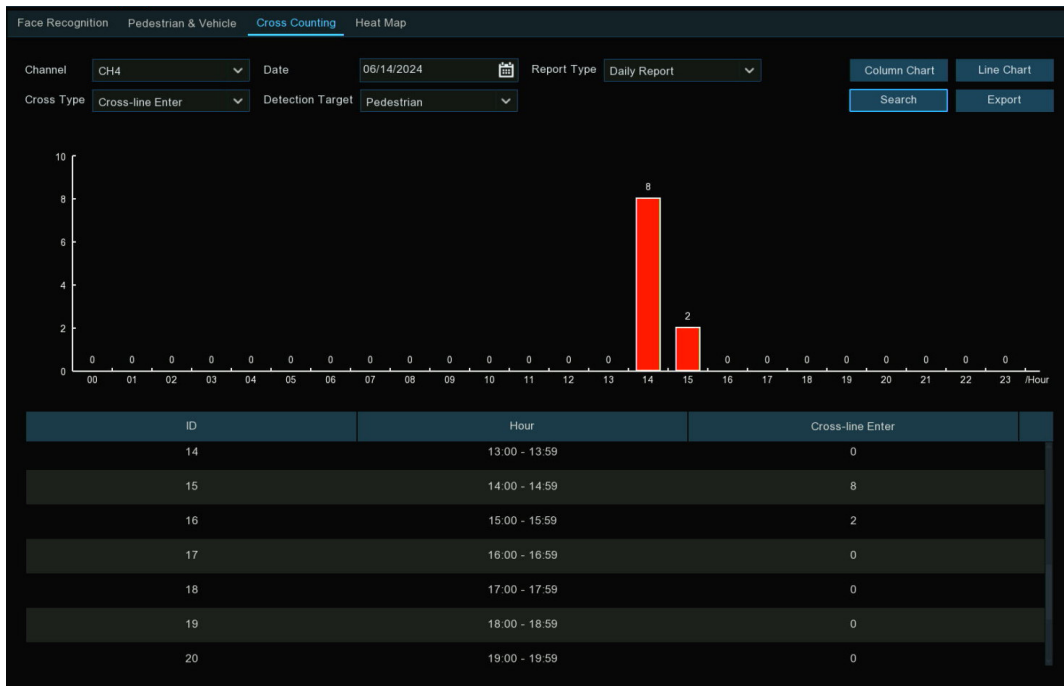 Face Recognition Pedestrian & Vehicle Cross Counting Heat Map
Channel CH4 Date 06/14/2024 Report Type Daily Report Column Chart Line Chart
Cross Type Cross-line Enter Detection Target Pedestrian Search Export
10
8
8
6
4
2
2
0 0 0 0 0 0 0 0 0 0 0 0 0 0 0 0 0 0 0 0 0 0
0
00 01 02 03 04 05 06 07 08 09 10 11 12 13 14 15 16 17 18 19 20 21 22 23 /Hour
ID Hour Cross-line Enter
14 13:00 - 13:59 0
15 14:00 - 14:59 8
16 15:00 - 15:59 2
17 16:00 - 16:59 0
18 17:00 - 17:59 0
19 18:00 - 18:59 0
20 19:00 - 19:59 0